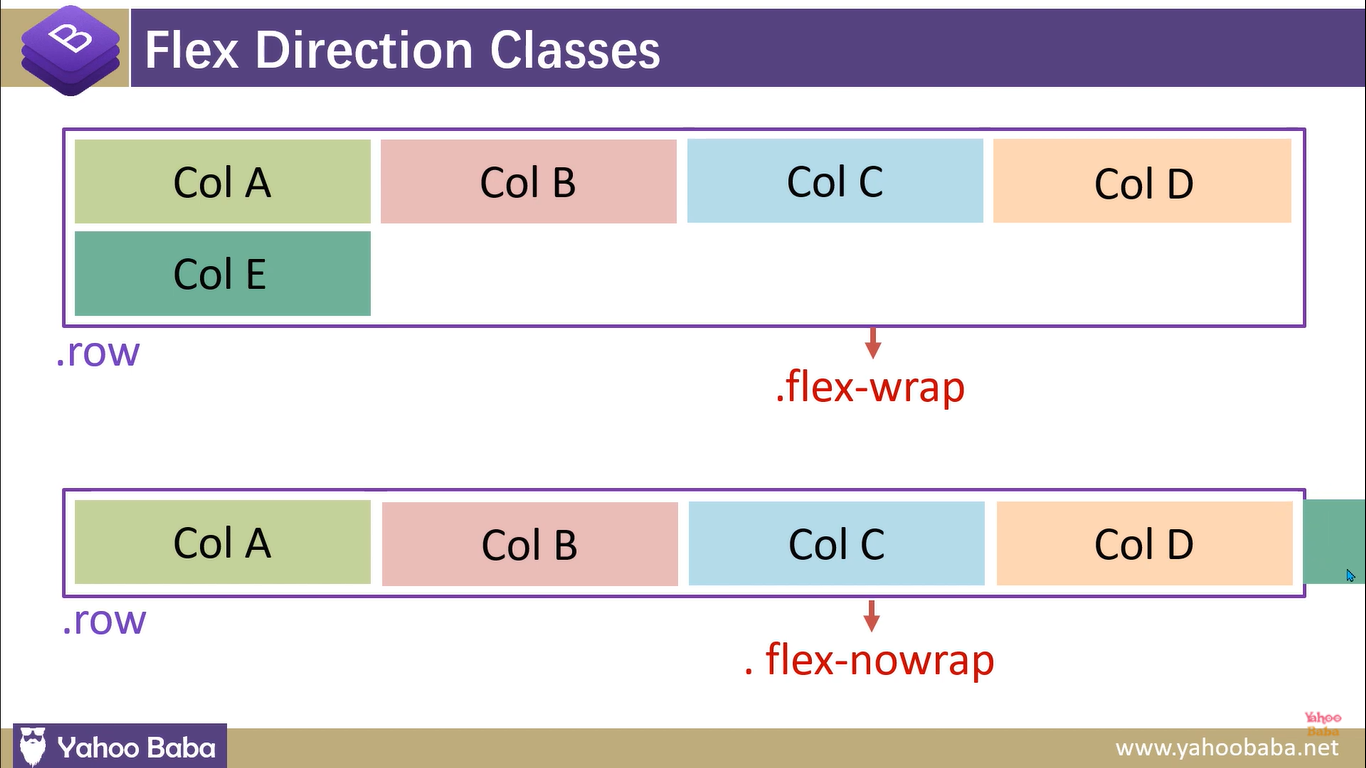 B
Flex Direction Classes
Col A
Col B
Col C
Col D
Col E
.row
.flex-wrap
Col A
Col B
Col C
Col D
.row
. flex-nowrap
Yahoo Baba
Yahoo
Baba
www.yahoobaba.net